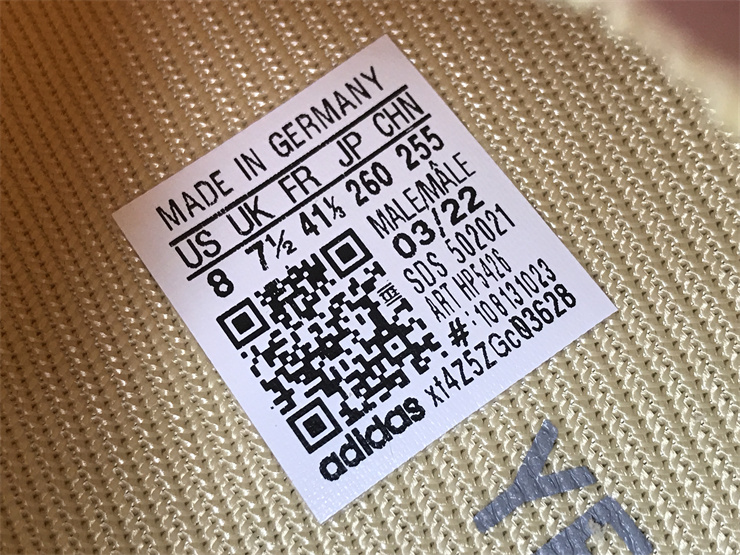 MADE IN GERMANY
US UK FR JP CHN
8 7½ 41⅓ 260 255
MALE/MÂLE
03/22
SDS 502021
ART HP5426
#:108131023
adidas xt4Z5ZGc03628